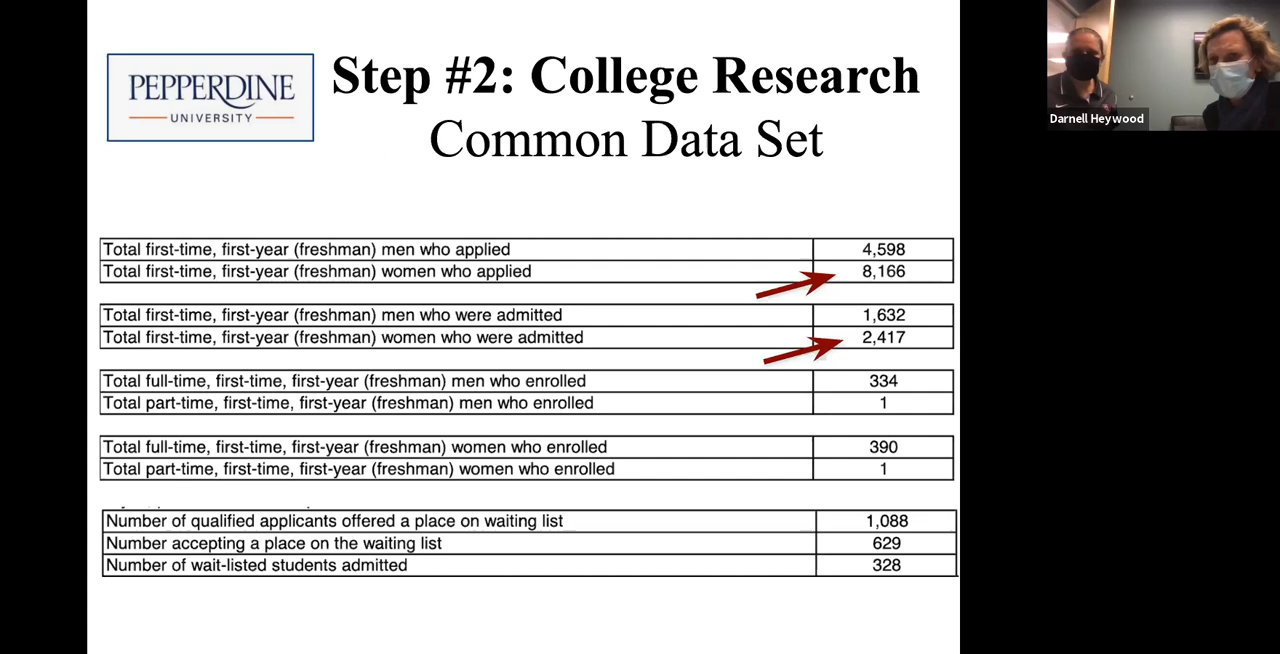 PEPPERDINE
UNIVERSITY
Step #2: College Research
Common Data Set
Darnell Heywood
Total first-time, first-year (freshman) men who applied 4,598
Total first-time, first-year (freshman) women who applied 8,166
Total first-time, first-year (freshman) men who were admitted 1,632
Total first-time, first-year (freshman) women who were admitted 2,417
Total full-time, first-time, first-year (freshman) men who enrolled 334
Total part-time, first-time, first-year (freshman) men who enrolled 1
Total full-time, first-time, first-year (freshman) women who enrolled 390
Total part-time, first-time, first-year (freshman) women who enrolled 1
Number of qualified applicants offered a place on waiting list 1,088
Number accepting a place on the waiting list 629
Number of wait-listed students admitted 328